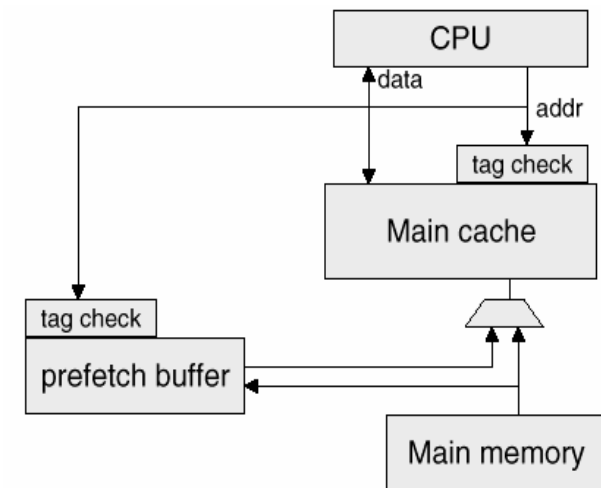 CPU
data
addr
tag check
Main cache
tag check
prefetch buffer
Main memory